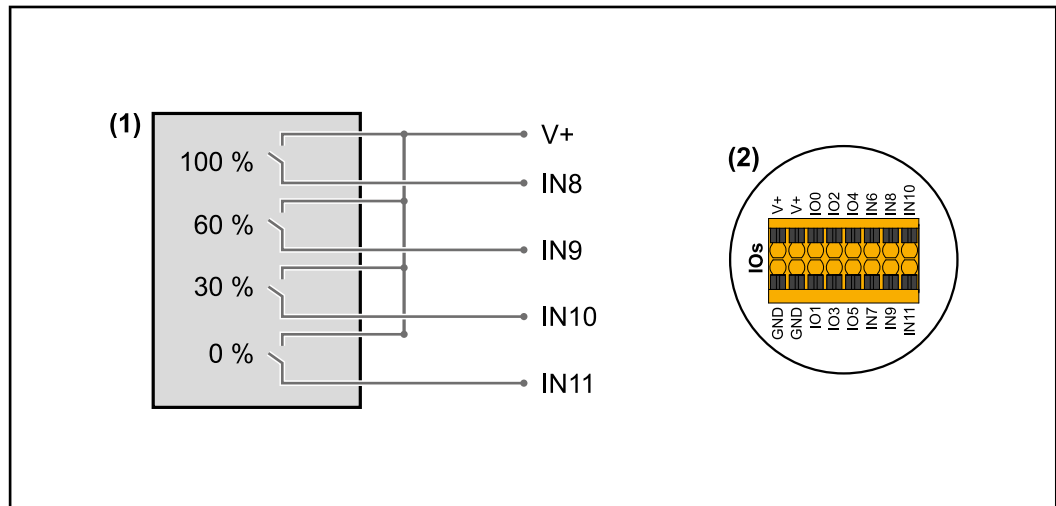 (1)
100 %
60 %
30 %
0 %
V+
IN8
IN9
IN10
IN11
(2)
V+ V+ IO0 IO2 IO4 IN6 IN8 IN10
IOs
GND GND IO1 IO3 IO5 IN7 IN9 IN11